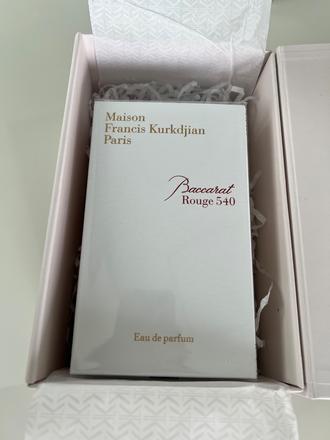 Maison
Francis Kurkdjian
Paris
Baccarat
Rouge 540
Eau de parfum